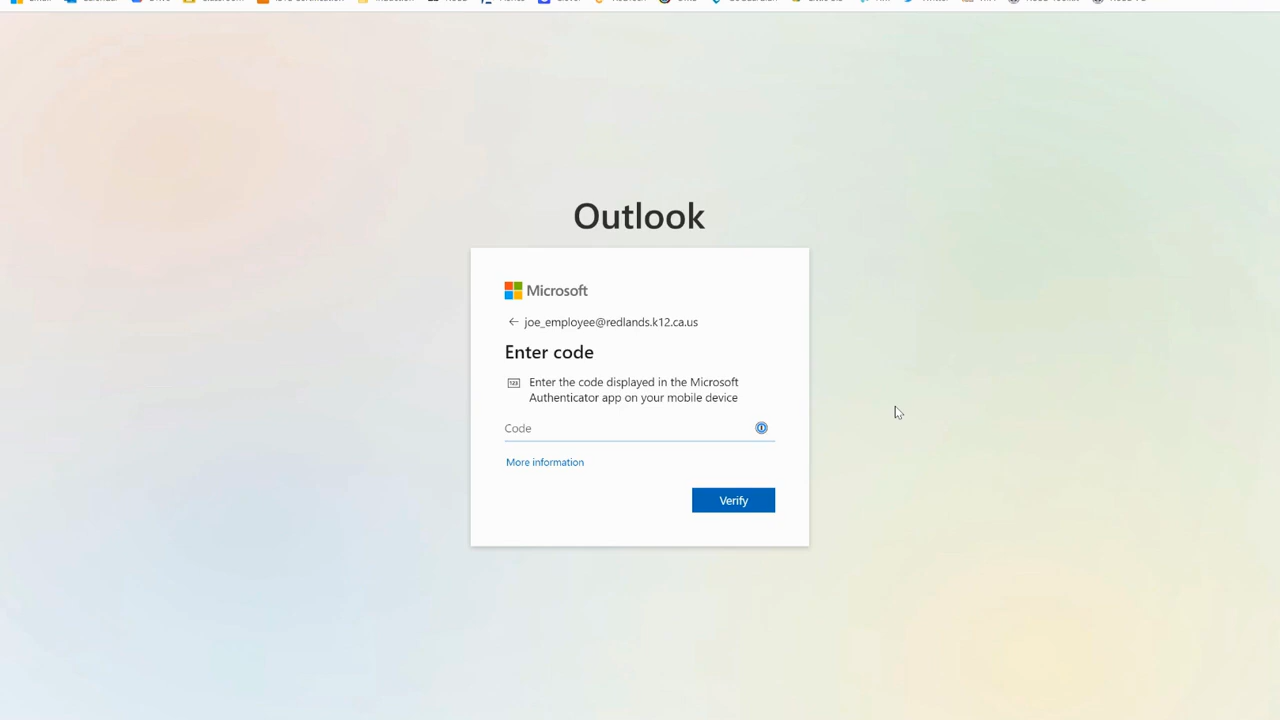 Outlook
Microsoft
joe_employee@redlands.k12.ca.us
Enter code
123
Enter the code displayed in the Microsoft
Authenticator app on your mobile device
Code
More information
Verify